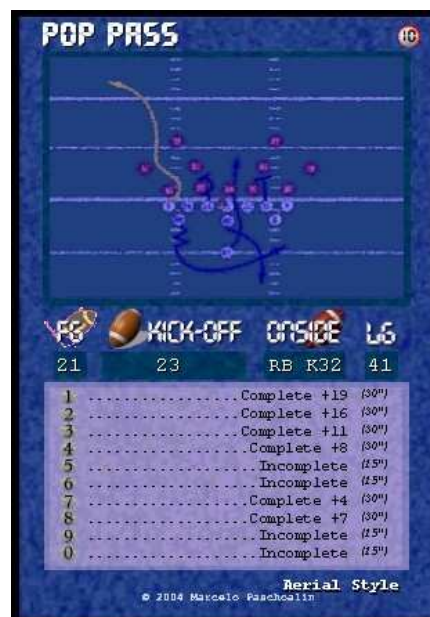 POP PASS
FG KICK-OFF ONSIDE LG
21 23 RB K32 41
1 ..................Complete +19 (30")
2 ..................Complete +16 (30")
3 ..................Complete +11 (30")
4 ...................Complete +8 (30")
5 ....................Incomplete (15")
6 ....................Incomplete (15")
7 ...................Complete +4 (30")
8 ...................Complete +7 (30")
9 ....................Incomplete (15")
0 ....................Incomplete (15")
Aerial Style
© 2004 Marcelo Paschoalin